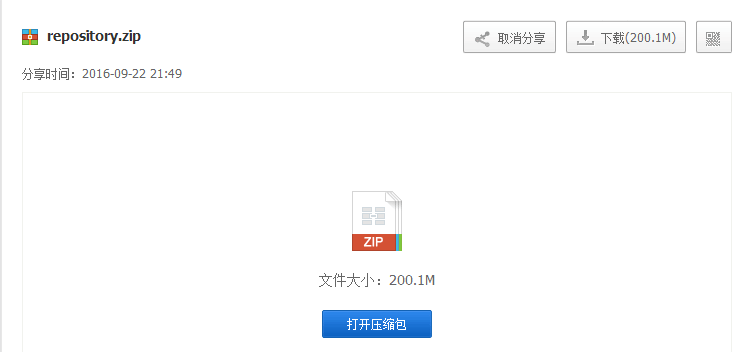 repository.zip
取消分享
下载(200.1M)
分享时间：2016-09-22 21:49
ZIP
文件大小：200.1M
打开压缩包